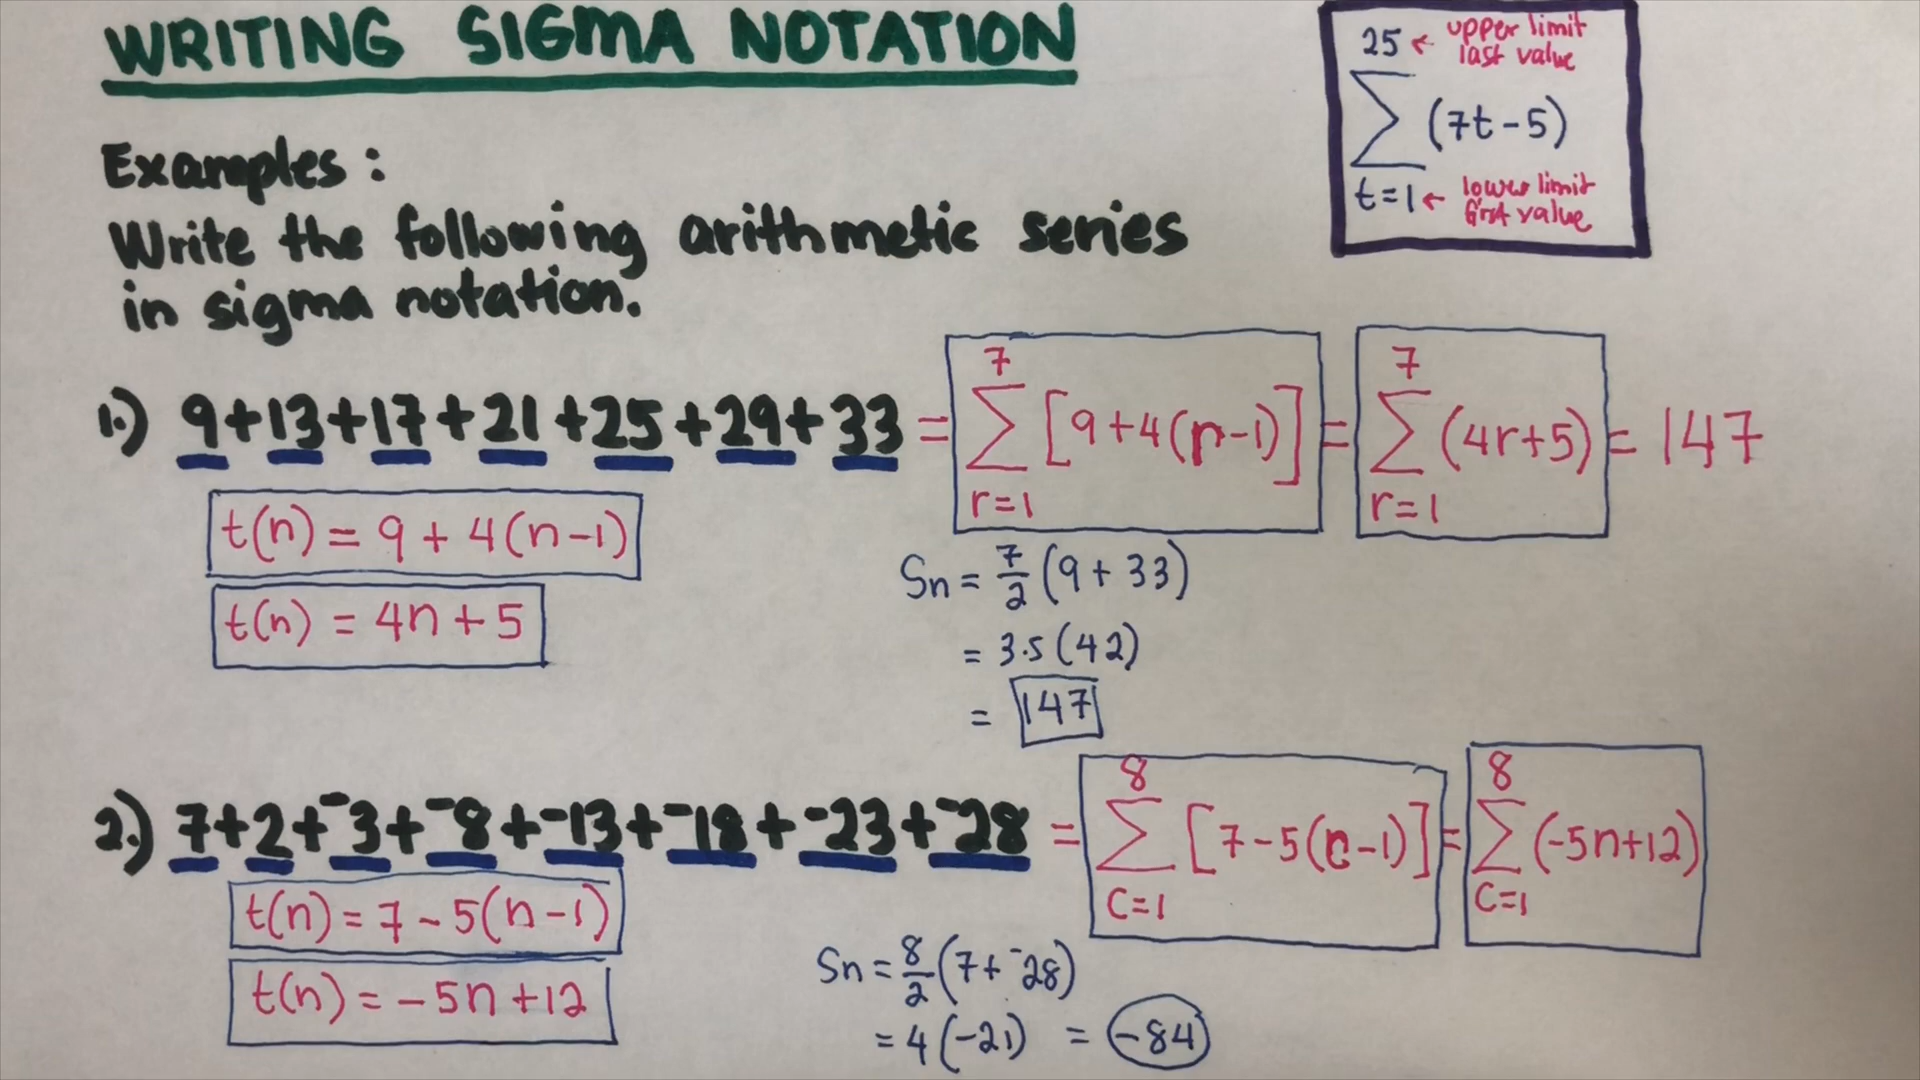 WRITING SIGMA NOTATION
25 ← upper limit
last value
∑ (7t-5)
t=1 ← lower limit
first value
Examples:
Write the following arithmetic series
in sigma notation.
1.) 9+13+17+21+25+29+33 = 7∑r=1 [9+4(r-1)] = 7∑r=1 (4r+5) = 147
t(n) = 9+4(n-1)
t(n) = 4n+5
Sn = 7/2 (9+33)
= 3.5(42)
= 147
2.) 7+2+⁻3+⁻8+⁻13+⁻18+⁻23+⁻28 = 8∑c=1 [7-5(c-1)] = 8∑c=1 (-5n+12)
t(n) = 7-5(n-1)
t(n) = -5n+12
Sn = 8/2 (7+⁻28)
= 4(-21) = -84